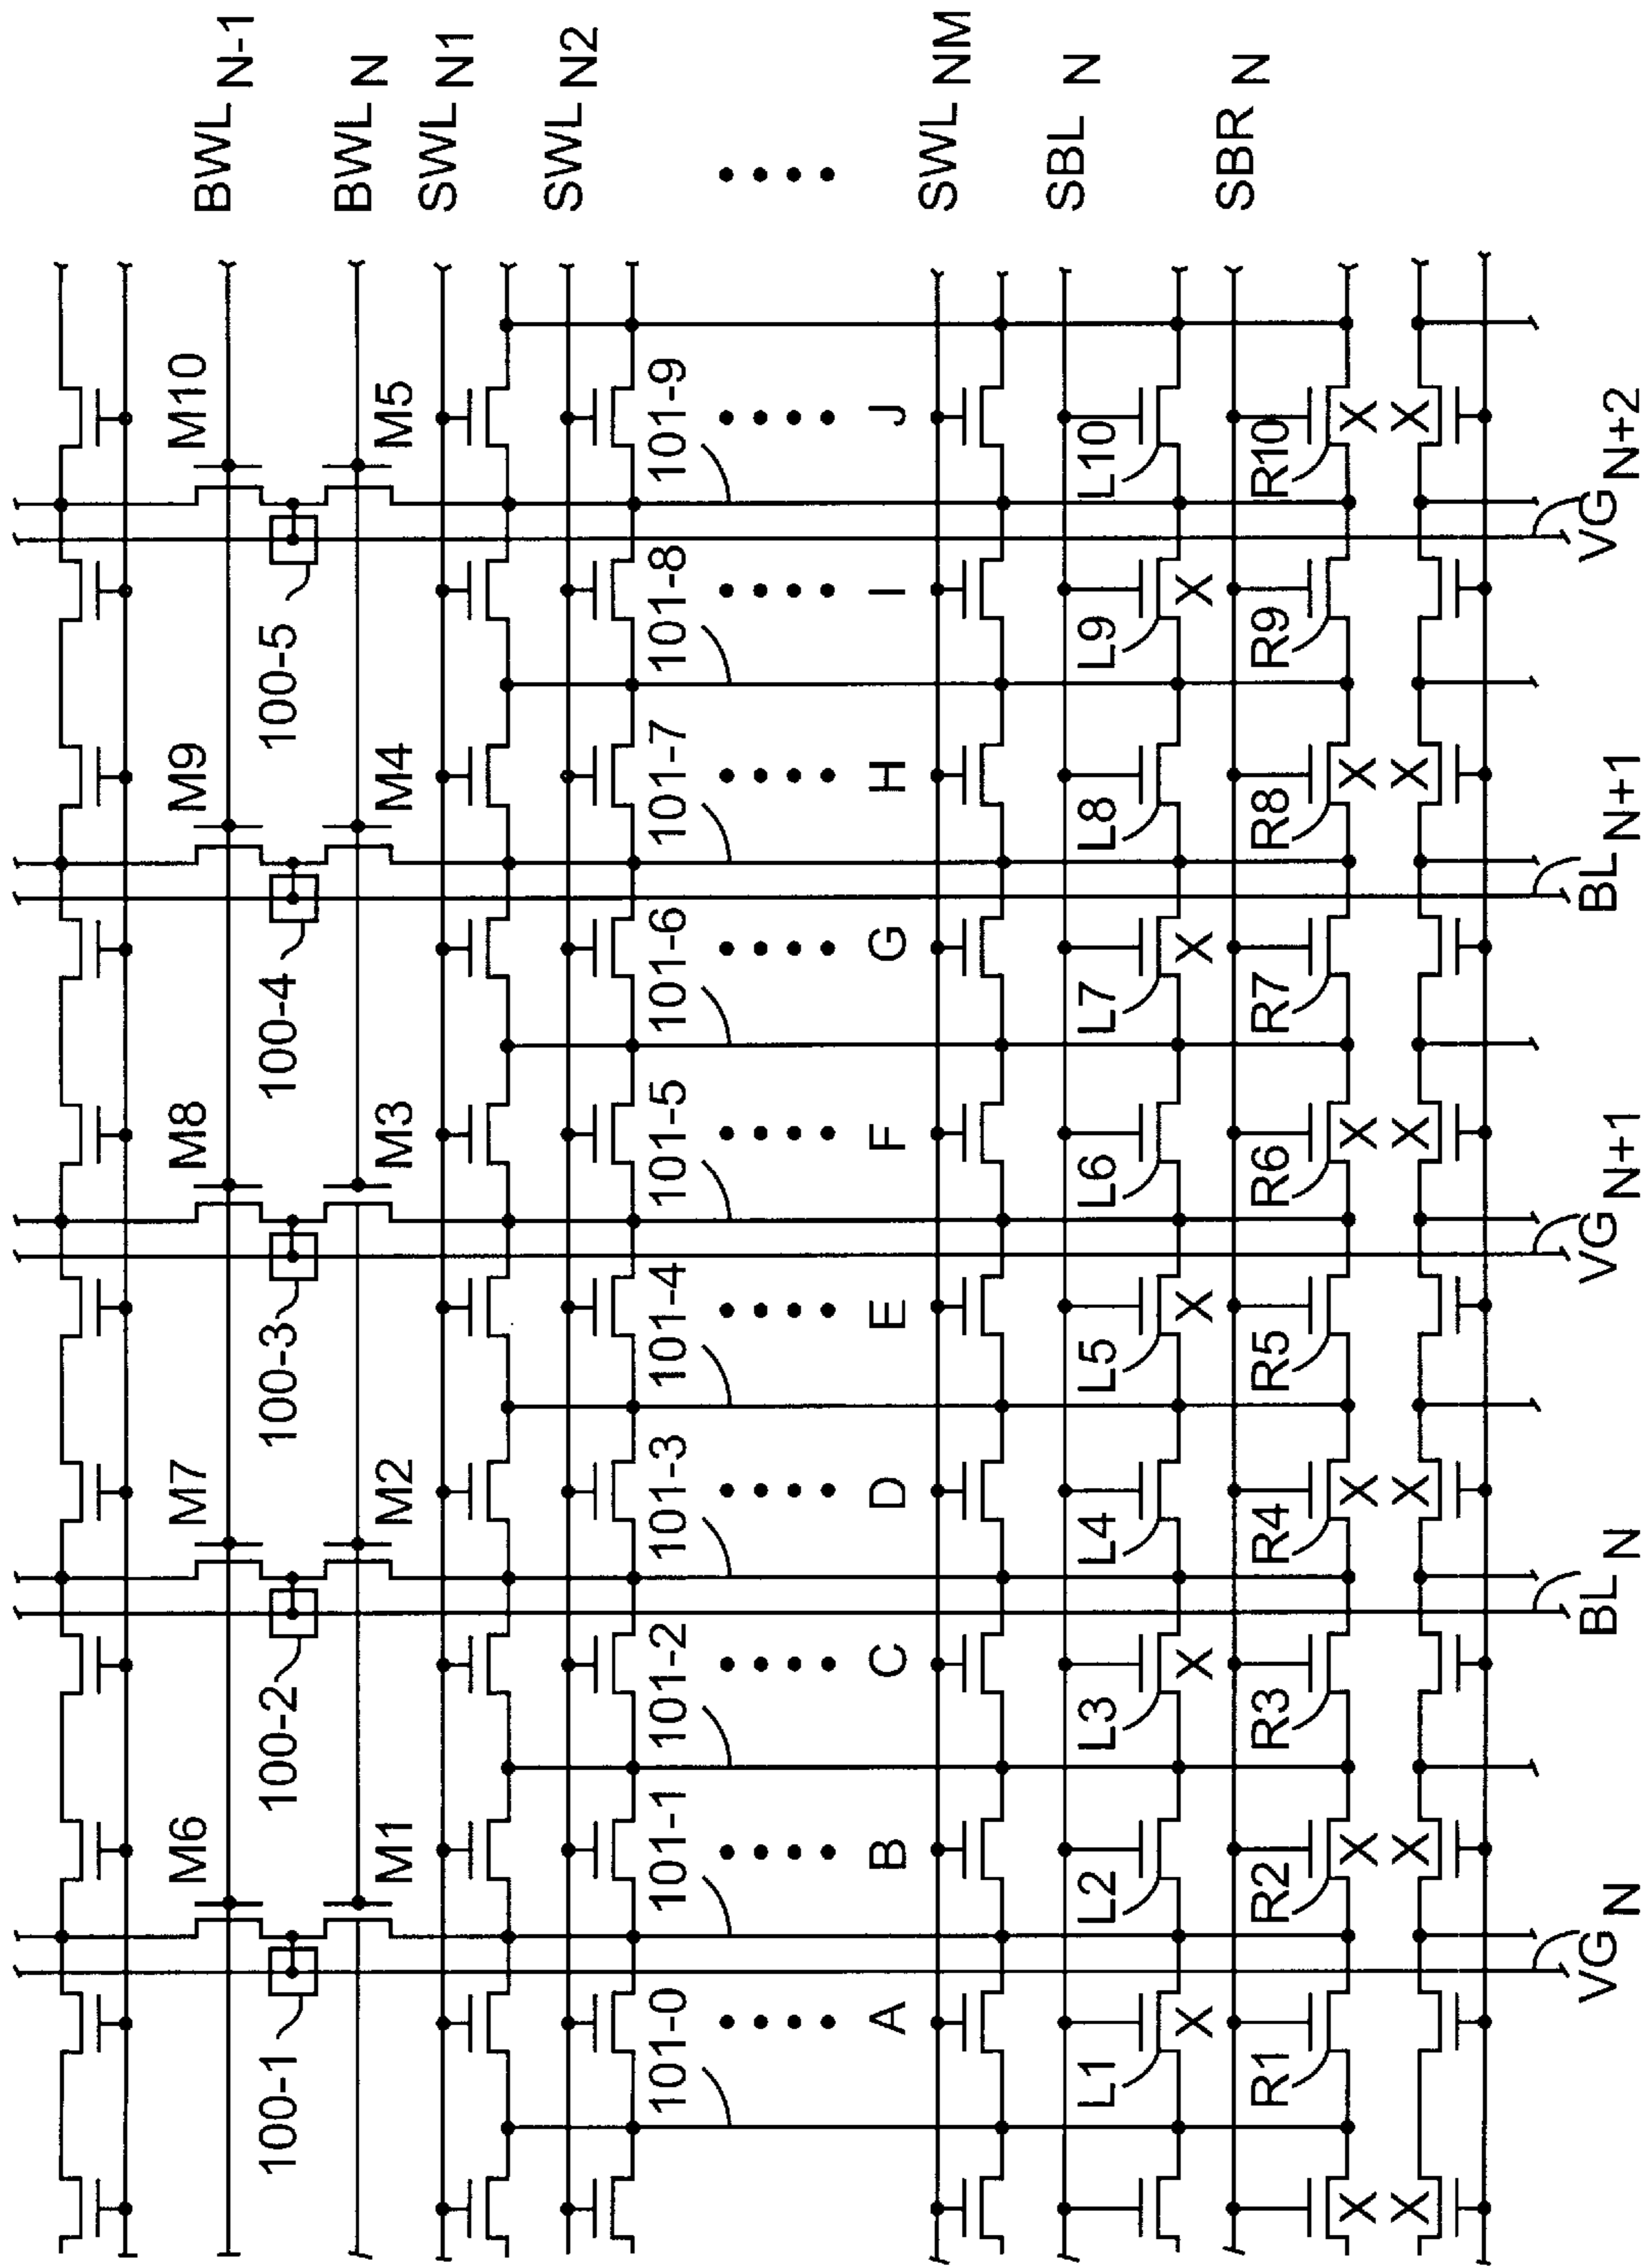 BWL N-1
BWL N
SWL N1
SWL N2
SWL NM
SBL N
SBR N
M6 M7 M8 M9 M10
100-1 100-2 100-3 100-4 100-5
M1 M2 M3 M4 M5
101-0 101-1 101-2 101-3 101-4 101-5 101-6 101-7 101-8 101-9
A B C D E F G H I J
L1 L2 L3 L4 L5 L6 L7 L8 L9 L10
X X X X X
R1 R2 R3 R4 R5 R6 R7 R8 R9 R10
X X X X X X
X X X X X X
VG N BL N VG N+1 BL N+1 VG N+2